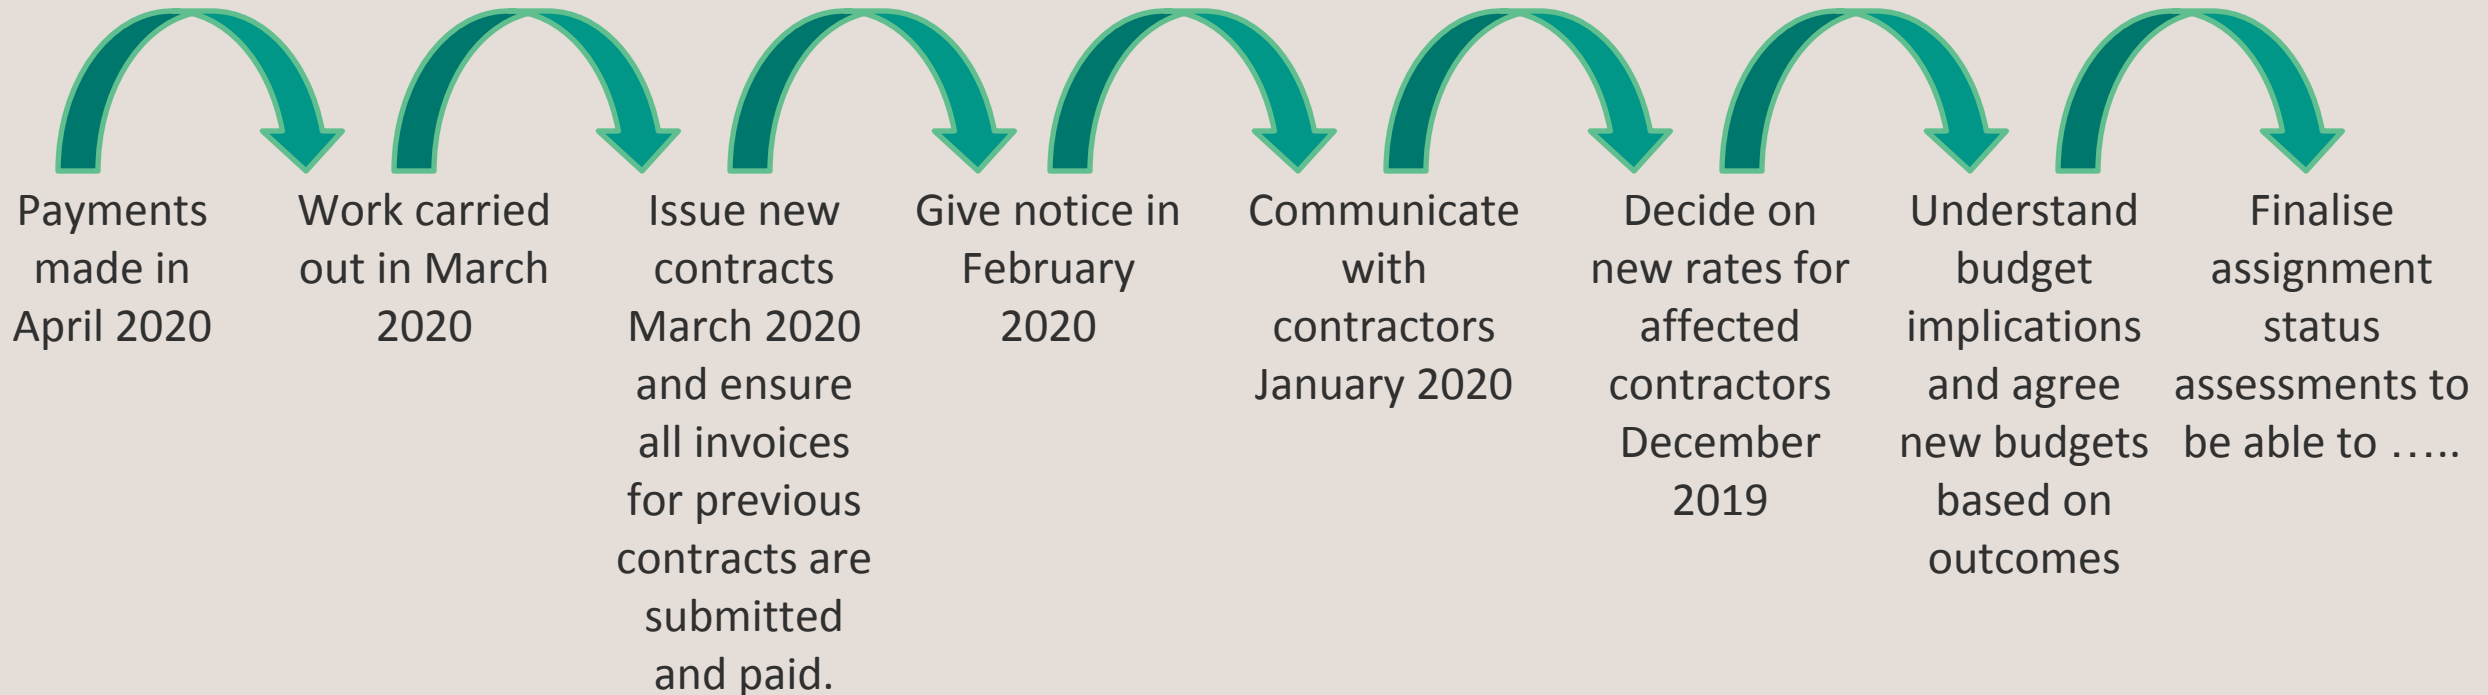 Payments
made in
April 2020
Work carried
out in March
2020
Issue new
contracts
March 2020
and ensure
all invoices
for previous
contracts are
submitted
and paid.
Give notice in
February
2020
Communicate
with
contractors
January 2020
Decide on
new rates for
affected
contractors
December
2019
Understand
budget
implications
and agree
new budgets
based on
outcomes
Finalise
assignment
status
assessments to
be able to …..